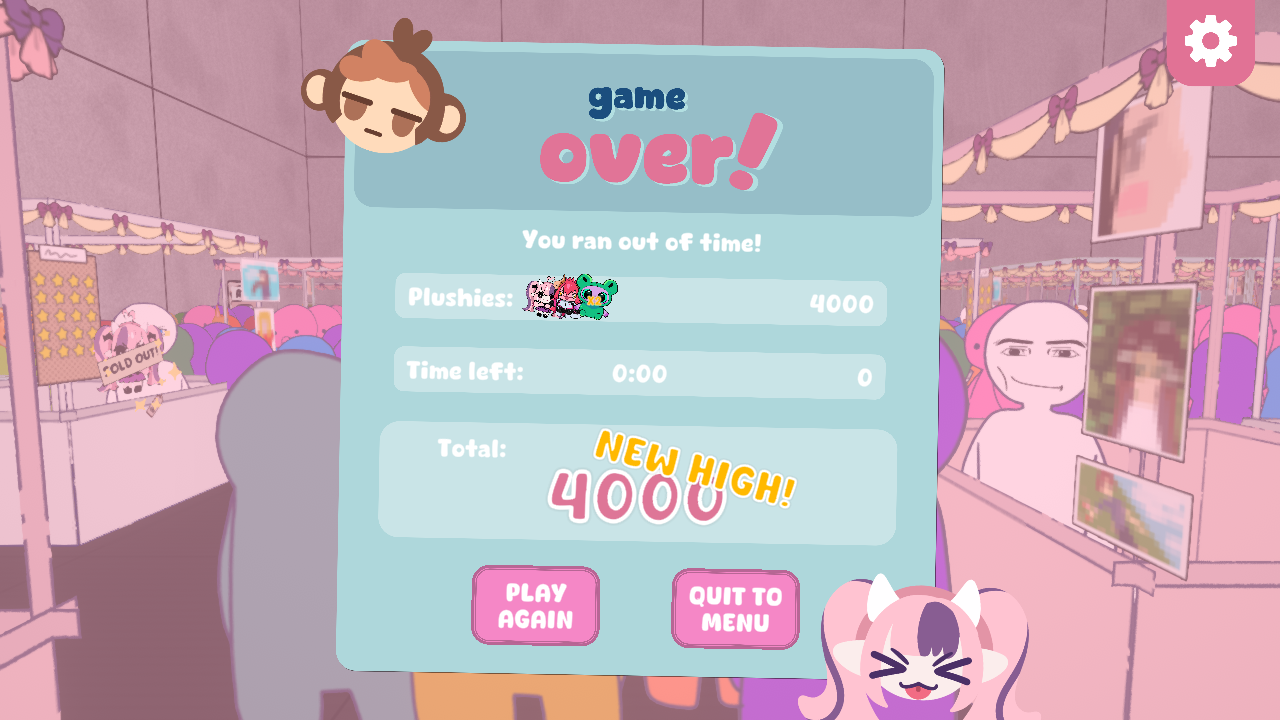 game
over!
You ran out of time!
Plushies: 4000
Time left: 0:00 0
Total:
NEW HIGH!
4000
PLAY
AGAIN
QUIT TO
MENU
SOLD OUT!